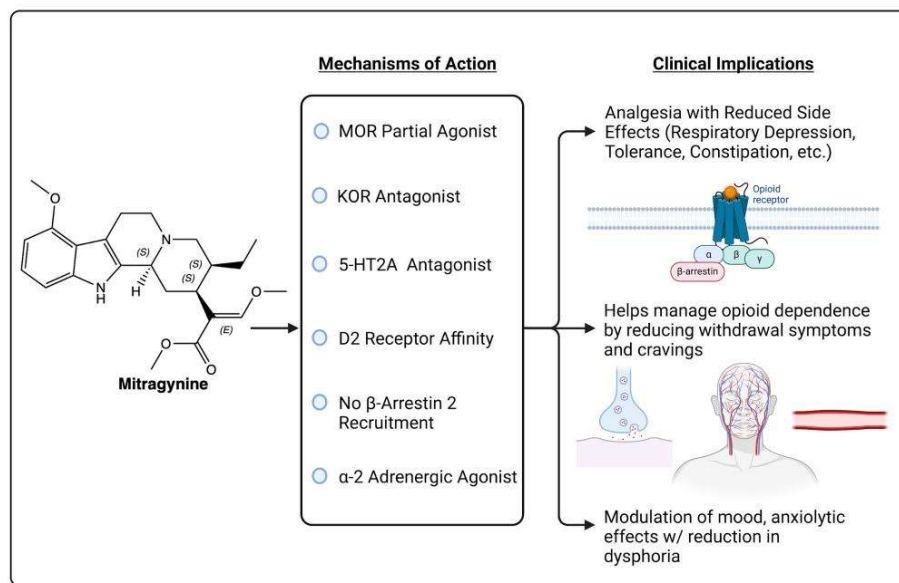 Mechanisms of Action
Clinical Implications
O
N
(S)
H
N
H
(S)
(S)
O
(E)
O
O
Mitragynine
MOR Partial Agonist
KOR Antagonist
5-HT2A Antagonist
D2 Receptor Affinity
No β-Arrestin 2
Recruitment
α-2 Adrenergic Agonist
Analgesia with Reduced Side
Effects (Respiratory Depression,
Tolerance, Constipation, etc.)
Opioid
receptor
α
β
γ
β-arrestin
Helps manage opioid dependence
by reducing withdrawal symptoms
and cravings
Modulation of mood, anxiolytic
effects w/ reduction in
dysphoria